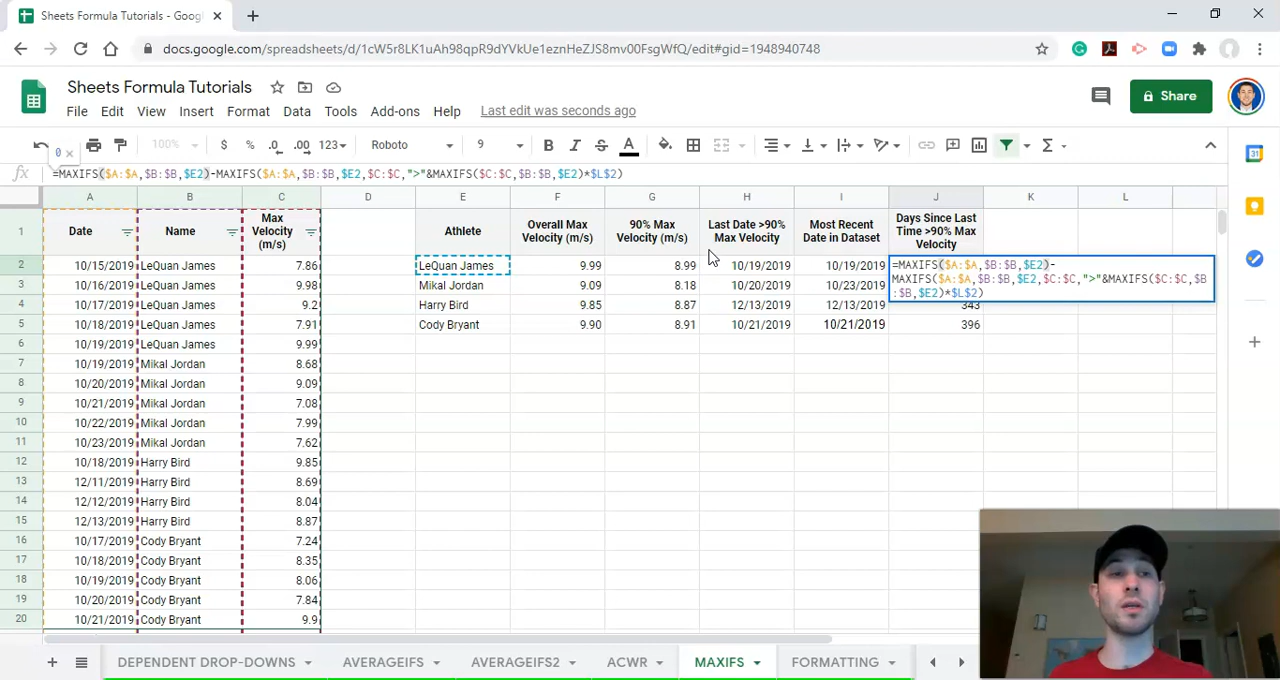 Sheets Formula Tutorials - Goog
docs.google.com/spreadsheets/d/1cW5r8LK1uAh98qpR9dYVkUe1eznHeZJS8mv00FsgWfQ/edit#gid=1948940748
Sheets Formula Tutorials
File Edit View Insert Format Data Tools Add-ons Help Last edit was seconds ago
Share
0 100% $ % .0 .00 123 Roboto 9 B I S A
fx =MAXIFS($A:$A,$B:$B,$E2)-MAXIFS($A:$A,$B:$B,$E2,$C:$C,">"&MAXIFS($C:$C,$B:$B,$E2)*$L$2)
A B C D E F G H I J K L
1 Date Name Max Velocity (m/s) Athlete Overall Max Velocity (m/s) 90% Max Velocity (m/s) Last Date >90% Max Velocity Most Recent Date in Dataset Days Since Last Time >90% Max Velocity
2 10/15/2019 LeQuan James 7.86 LeQuan James 9.99 8.99 10/19/2019 10/19/2019 =MAXIFS($A:$A,$B:$B,$E2)-
MAXIFS($A:$A,$B:$B,$E2,$C:$C,">"&MAXIFS($C:$C,$B
:$B,$E2)*$L$2)
3 10/16/2019 LeQuan James 9.98 Mikal Jordan 9.09 8.18 10/20/2019 10/23/2019
4 10/17/2019 LeQuan James 9.2 Harry Bird 9.85 8.87 12/13/2019 12/13/2019 343
5 10/18/2019 LeQuan James 7.91 Cody Bryant 9.90 8.91 10/21/2019 10/21/2019 396
6 10/19/2019 LeQuan James 9.99
7 10/19/2019 Mikal Jordan 8.68
8 10/20/2019 Mikal Jordan 9.09
9 10/21/2019 Mikal Jordan 7.08
10 10/22/2019 Mikal Jordan 7.99
11 10/23/2019 Mikal Jordan 7.62
12 10/18/2019 Harry Bird 9.85
13 12/11/2019 Harry Bird 8.69
14 12/12/2019 Harry Bird 8.04
15 12/13/2019 Harry Bird 8.87
16 10/17/2019 Cody Bryant 7.24
17 10/18/2019 Cody Bryant 8.35
18 10/19/2019 Cody Bryant 8.06
19 10/20/2019 Cody Bryant 7.84
20 10/21/2019 Cody Bryant 9.9
DEPENDENT DROP-DOWNS AVERAGEIFS AVERAGEIFS2 ACWR MAXIFS FORMATTING